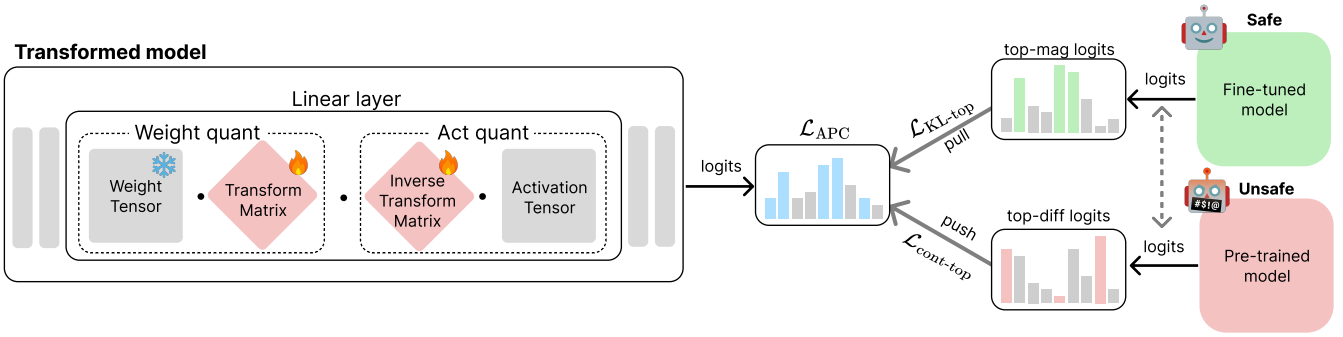 Transformed model
Linear layer
Weight quant
Act quant
Weight
Tensor
Transform
Matrix
Inverse
Transform
Matrix
Activation
Tensor
logits
ℒAPC
ℒKL-top
pull
push
ℒcont-top
top-mag logits
top-diff logits
logits
logits
Safe
Fine-tuned
model
Unsafe
#$!@
Pre-trained
model